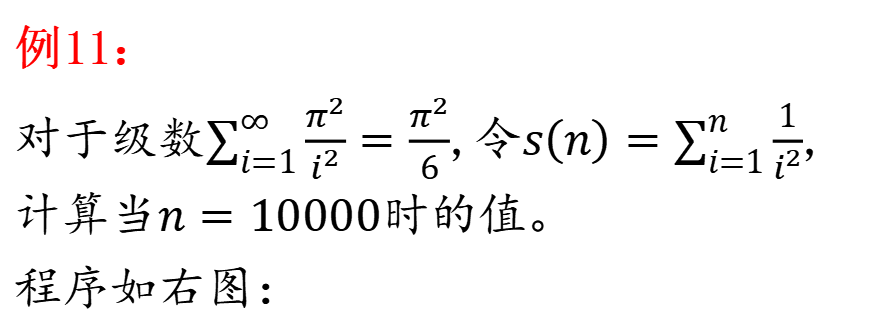 例11：
对于级数∑_{i=1}^{∞} π²/i² = π²/6, 令s(n) = ∑_{i=1}^{n} 1/i²,
计算当n = 10000时的值。
程序如右图：